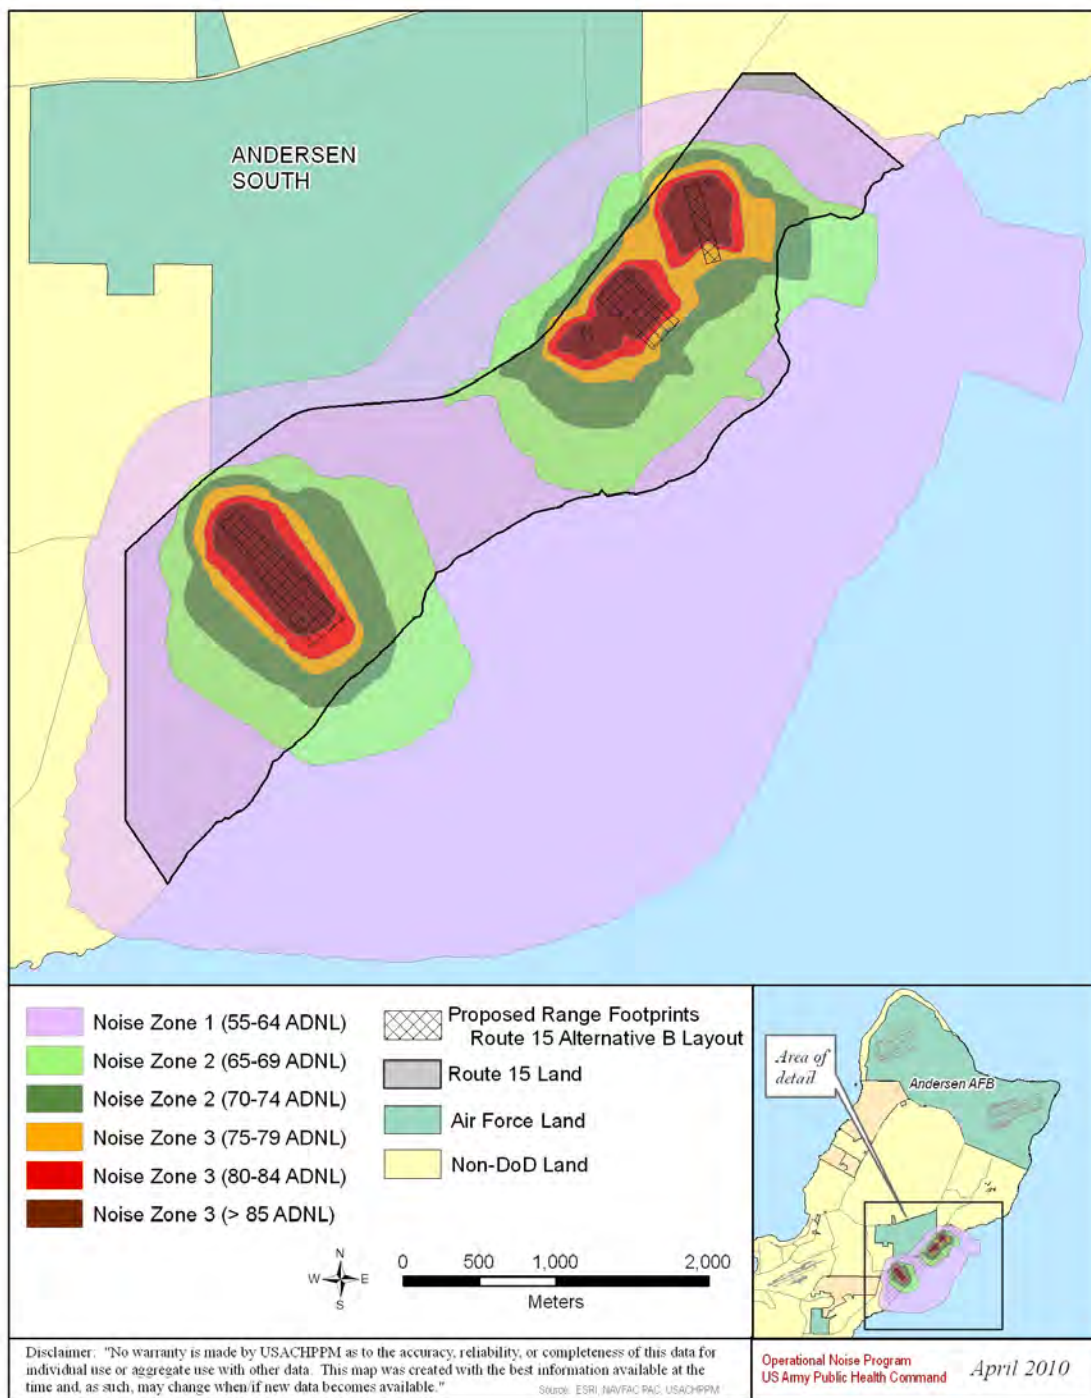 ANDERSEN
SOUTH
Noise Zone 1 (55-64 ADNL)
Noise Zone 2 (65-69 ADNL)
Noise Zone 2 (70-74 ADNL)
Noise Zone 3 (75-79 ADNL)
Noise Zone 3 (80-84 ADNL)
Noise Zone 3 (> 85 ADNL)
Proposed Range Footprints
Route 15 Alternative B Layout
Route 15 Land
Air Force Land
Non-DoD Land
N
W E
S
0 500 1,000 2,000
Meters
Area of
detail
Andersen AFB
Disclaimer: "No warranty is made by USACHPPM as to the accuracy, reliability, or completeness of this data for
individual use or aggregate use with other data. This map was created with the best information available at the
time and, as such, may change when/if new data becomes available."
Source: ESRI, NAVFAC PAC, USACHPPM
Operational Noise Program
US Army Public Health Command
April 2010